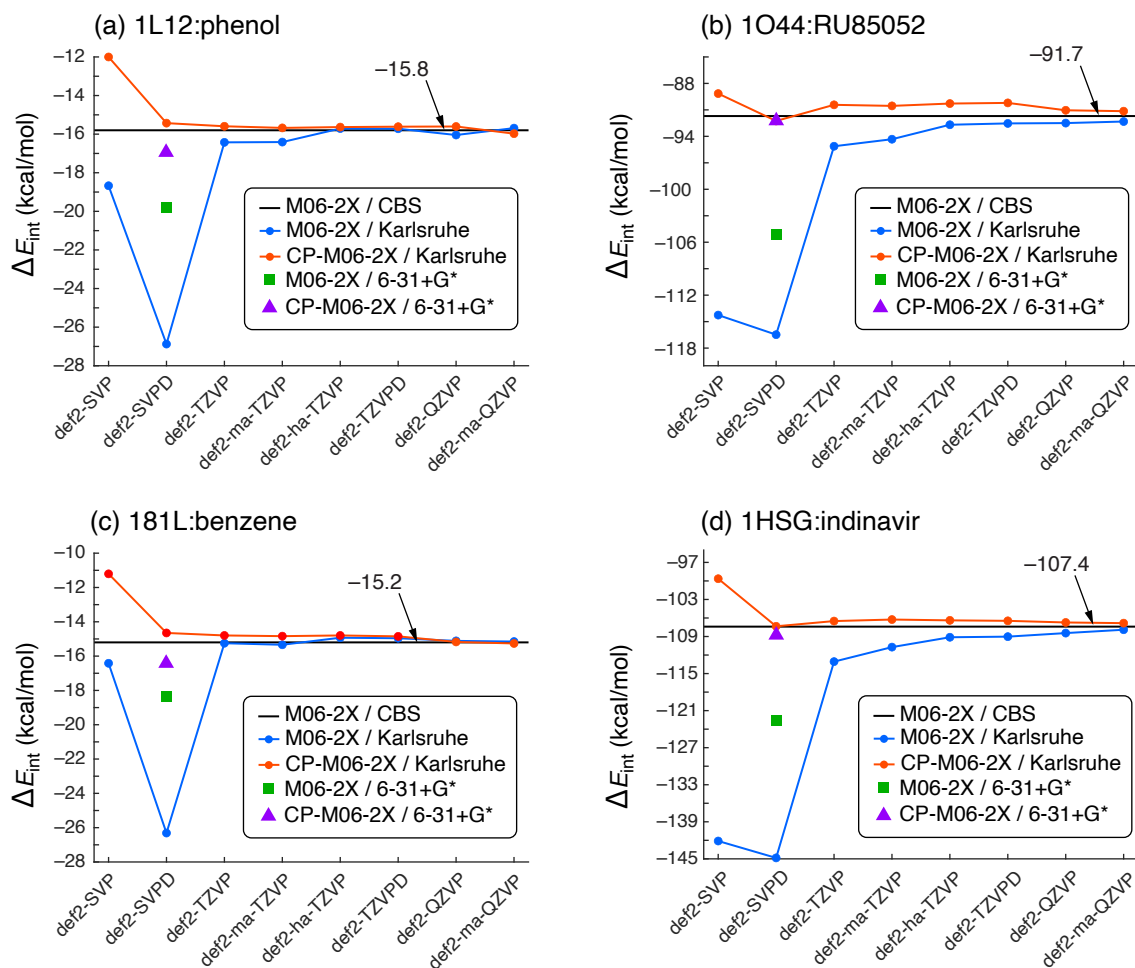 (a) 1L12:phenol
ΔE_int (kcal/mol)
−12
−14
−16
−18
−20
−22
−24
−26
−28
−15.8
M06-2X / CBS
M06-2X / Karlsruhe
CP-M06-2X / Karlsruhe
M06-2X / 6-31+G*
CP-M06-2X / 6-31+G*
def2-SVP
def2-SVPD
def2-TZVP
def2-ma-TZVP
def2-ha-TZVP
def2-TZVPD
def2-QZVP
def2-ma-QZVP
(b) 1O44:RU85052
ΔE_int (kcal/mol)
−88
−94
−100
−106
−112
−118
−91.7
M06-2X / CBS
M06-2X / Karlsruhe
CP-M06-2X / Karlsruhe
M06-2X / 6-31+G*
CP-M06-2X / 6-31+G*
def2-SVP
def2-SVPD
def2-TZVP
def2-ma-TZVP
def2-ha-TZVP
def2-TZVPD
def2-QZVP
def2-ma-QZVP
(c) 181L:benzene
ΔE_int (kcal/mol)
−10
−12
−14
−16
−18
−20
−22
−24
−26
−28
−15.2
M06-2X / CBS
M06-2X / Karlsruhe
CP-M06-2X / Karlsruhe
M06-2X / 6-31+G*
CP-M06-2X / 6-31+G*
def2-SVP
def2-SVPD
def2-TZVP
def2-ma-TZVP
def2-ha-TZVP
def2-TZVPD
def2-QZVP
def2-ma-QZVP
(d) 1HSG:indinavir
ΔE_int (kcal/mol)
−97
−103
−109
−115
−121
−127
−133
−139
−145
−107.4
M06-2X / CBS
M06-2X / Karlsruhe
CP-M06-2X / Karlsruhe
M06-2X / 6-31+G*
CP-M06-2X / 6-31+G*
def2-SVP
def2-SVPD
def2-TZVP
def2-ma-TZVP
def2-ha-TZVP
def2-TZVPD
def2-QZVP
def2-ma-QZVP